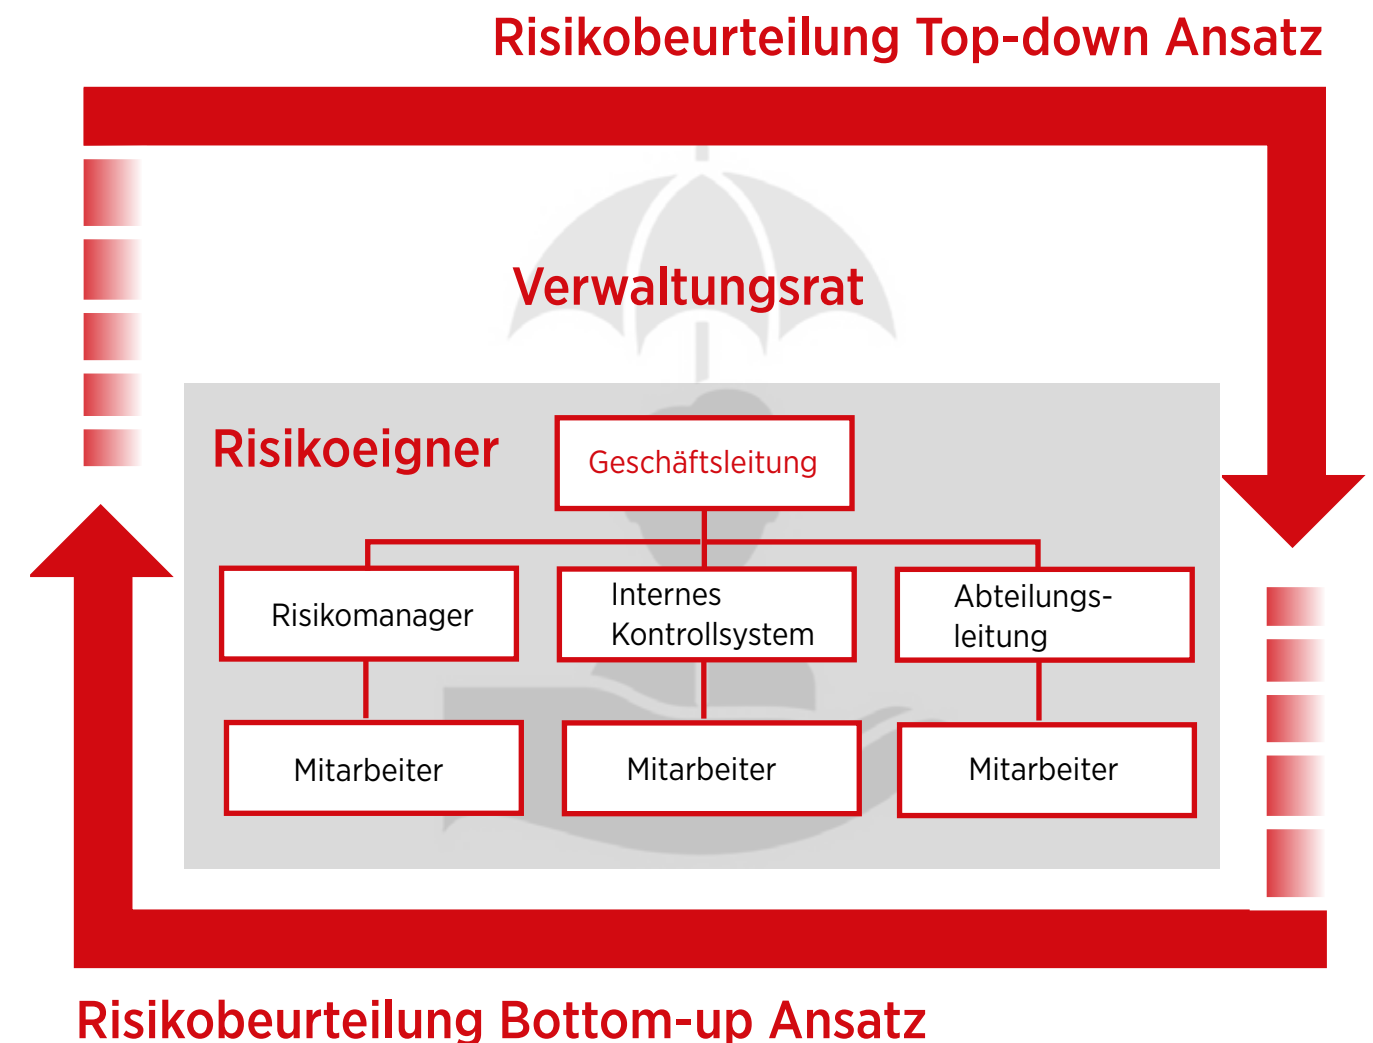 Risikobeurteilung Top-down Ansatz
Verwaltungsrat
Risikoeigner
Geschäftsleitung
Risikomanager
Internes
Kontrollsystem
Abteilungs-
leitung
Mitarbeiter
Mitarbeiter
Mitarbeiter
Risikobeurteilung Bottom-up Ansatz